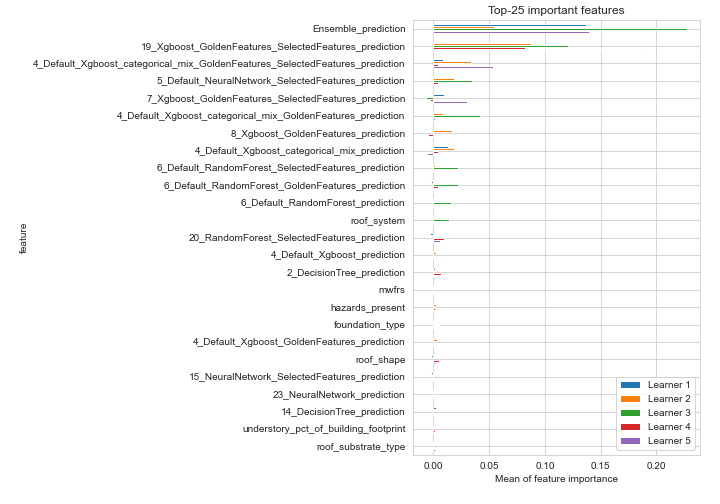 Top-25 important features
Ensemble_prediction
19_Xgboost_GoldenFeatures_SelectedFeatures_prediction
4_Default_Xgboost_categorical_mix_GoldenFeatures_SelectedFeatures_prediction
5_Default_NeuralNetwork_SelectedFeatures_prediction
7_Xgboost_GoldenFeatures_SelectedFeatures_prediction
4_Default_Xgboost_categorical_mix_GoldenFeatures_prediction
8_Xgboost_GoldenFeatures_prediction
4_Default_Xgboost_categorical_mix_prediction
6_Default_RandomForest_SelectedFeatures_prediction
6_Default_RandomForest_GoldenFeatures_prediction
6_Default_RandomForest_prediction
roof_system
20_RandomForest_SelectedFeatures_prediction
4_Default_Xgboost_prediction
2_DecisionTree_prediction
mwfrs
hazards_present
foundation_type
4_Default_Xgboost_GoldenFeatures_prediction
roof_shape
15_NeuralNetwork_SelectedFeatures_prediction
23_NeuralNetwork_prediction
14_DecisionTree_prediction
understory_pct_of_building_footprint
roof_substrate_type
feature
Learner 1
Learner 2
Learner 3
Learner 4
Learner 5
0.00 0.05 0.10 0.15 0.20
Mean of feature importance